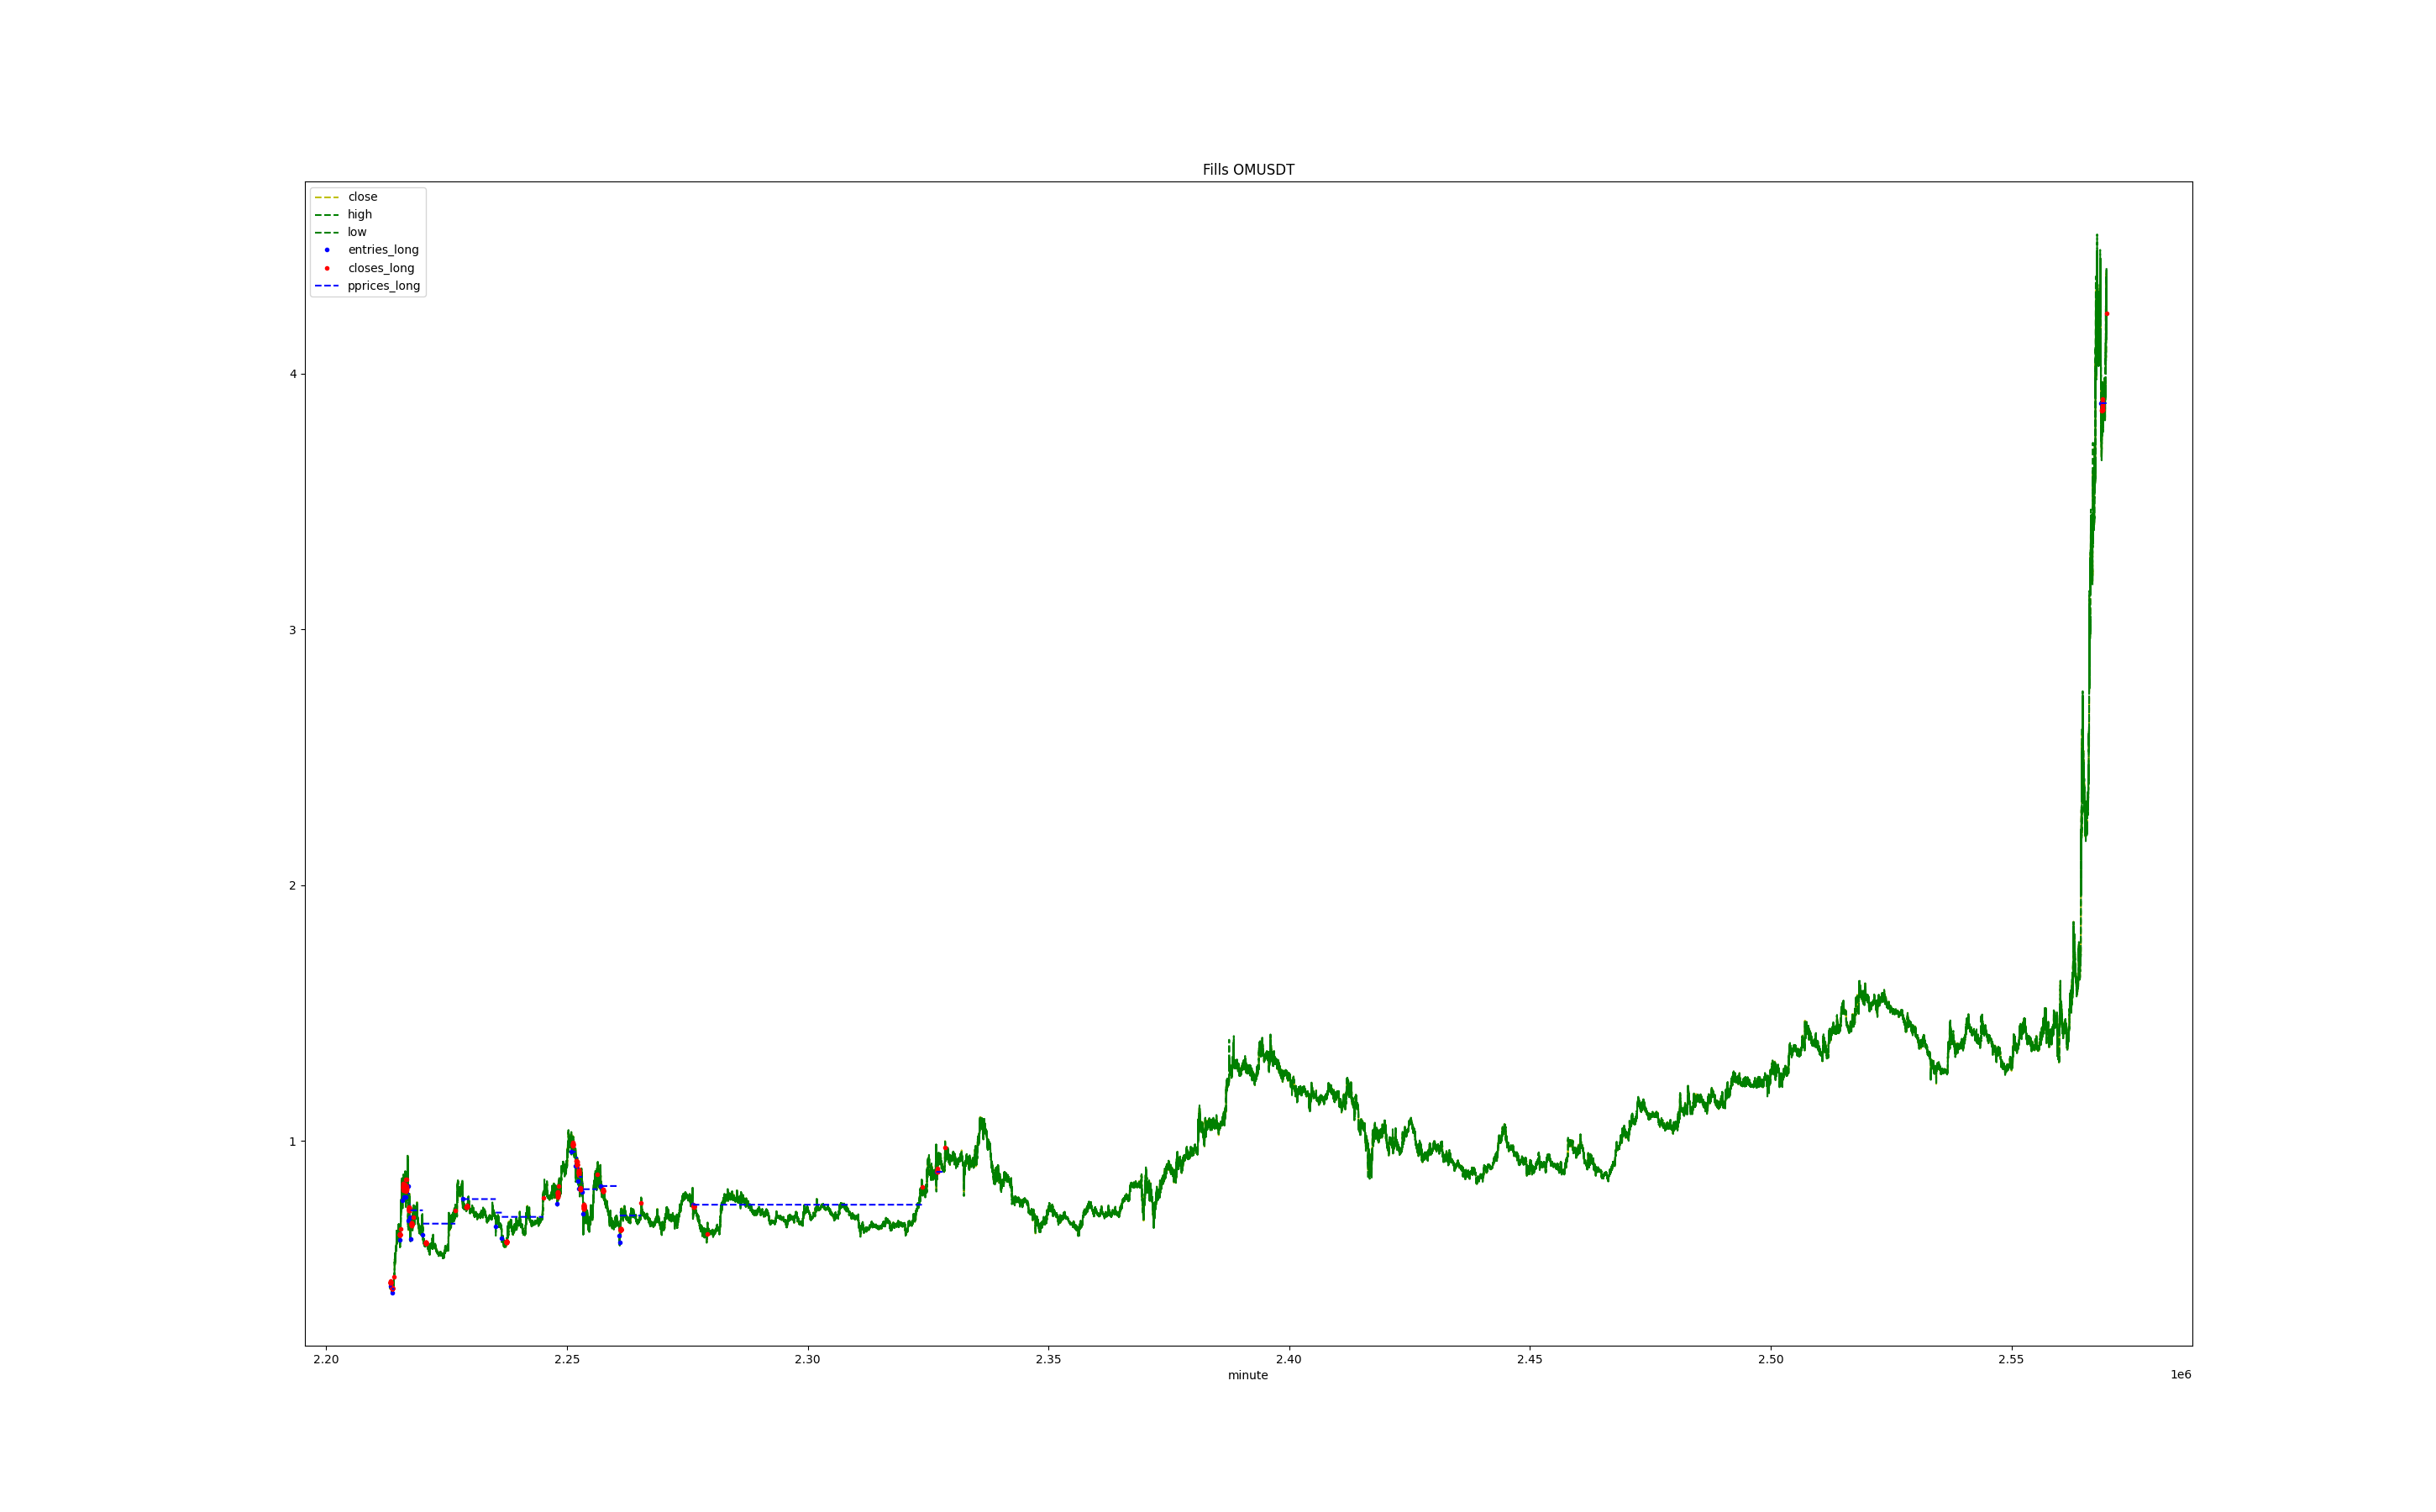 Fills OMUSDT
close
high
low
entries_long
closes_long
pprices_long
4
3
2
1
2.20 2.25 2.30 2.35 2.40 2.45 2.50 2.55
minute
1e6